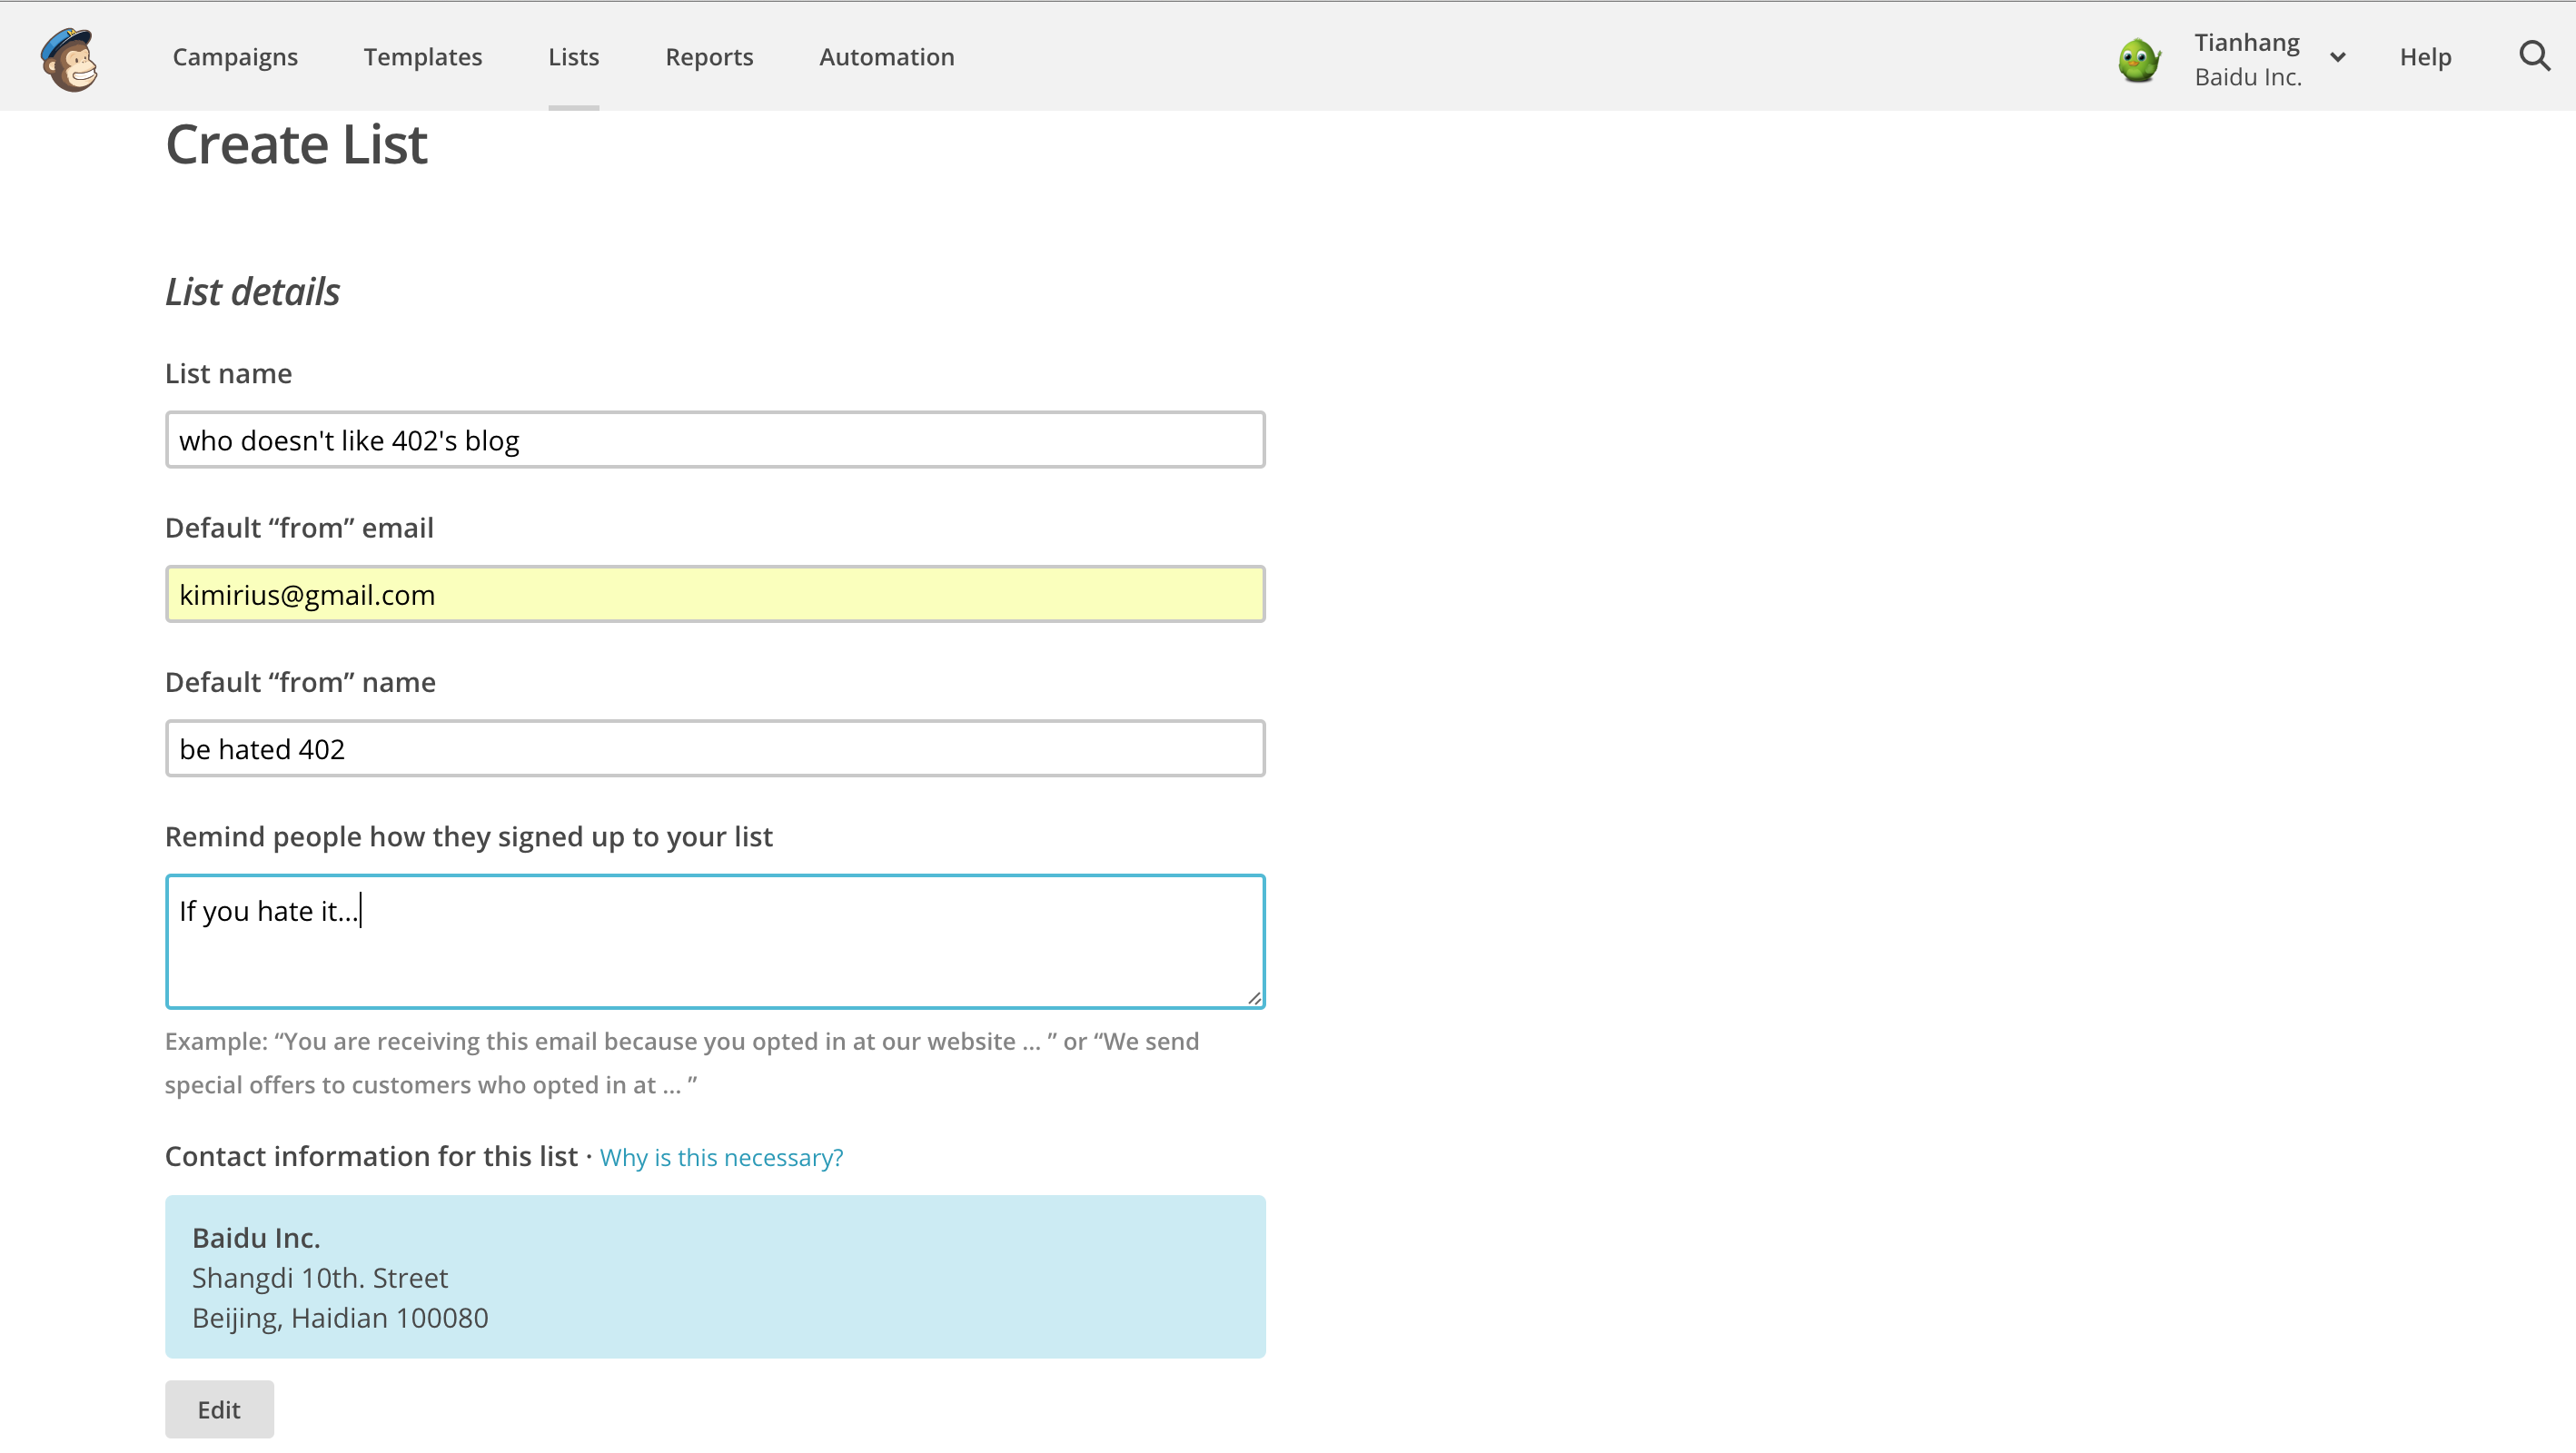 Campaigns Templates Lists Reports Automation
Tianhang
Baidu Inc.
Help
Create List
List details
List name
who doesn't like 402's blog
Default “from” email
kimirius@gmail.com
Default “from” name
be hated 402
Remind people how they signed up to your list
If you hate it...
Example: “You are receiving this email because you opted in at our website ... ” or “We send
special offers to customers who opted in at ... ”
Contact information for this list · Why is this necessary?
Baidu Inc.
Shangdi 10th. Street
Beijing, Haidian 100080
Edit